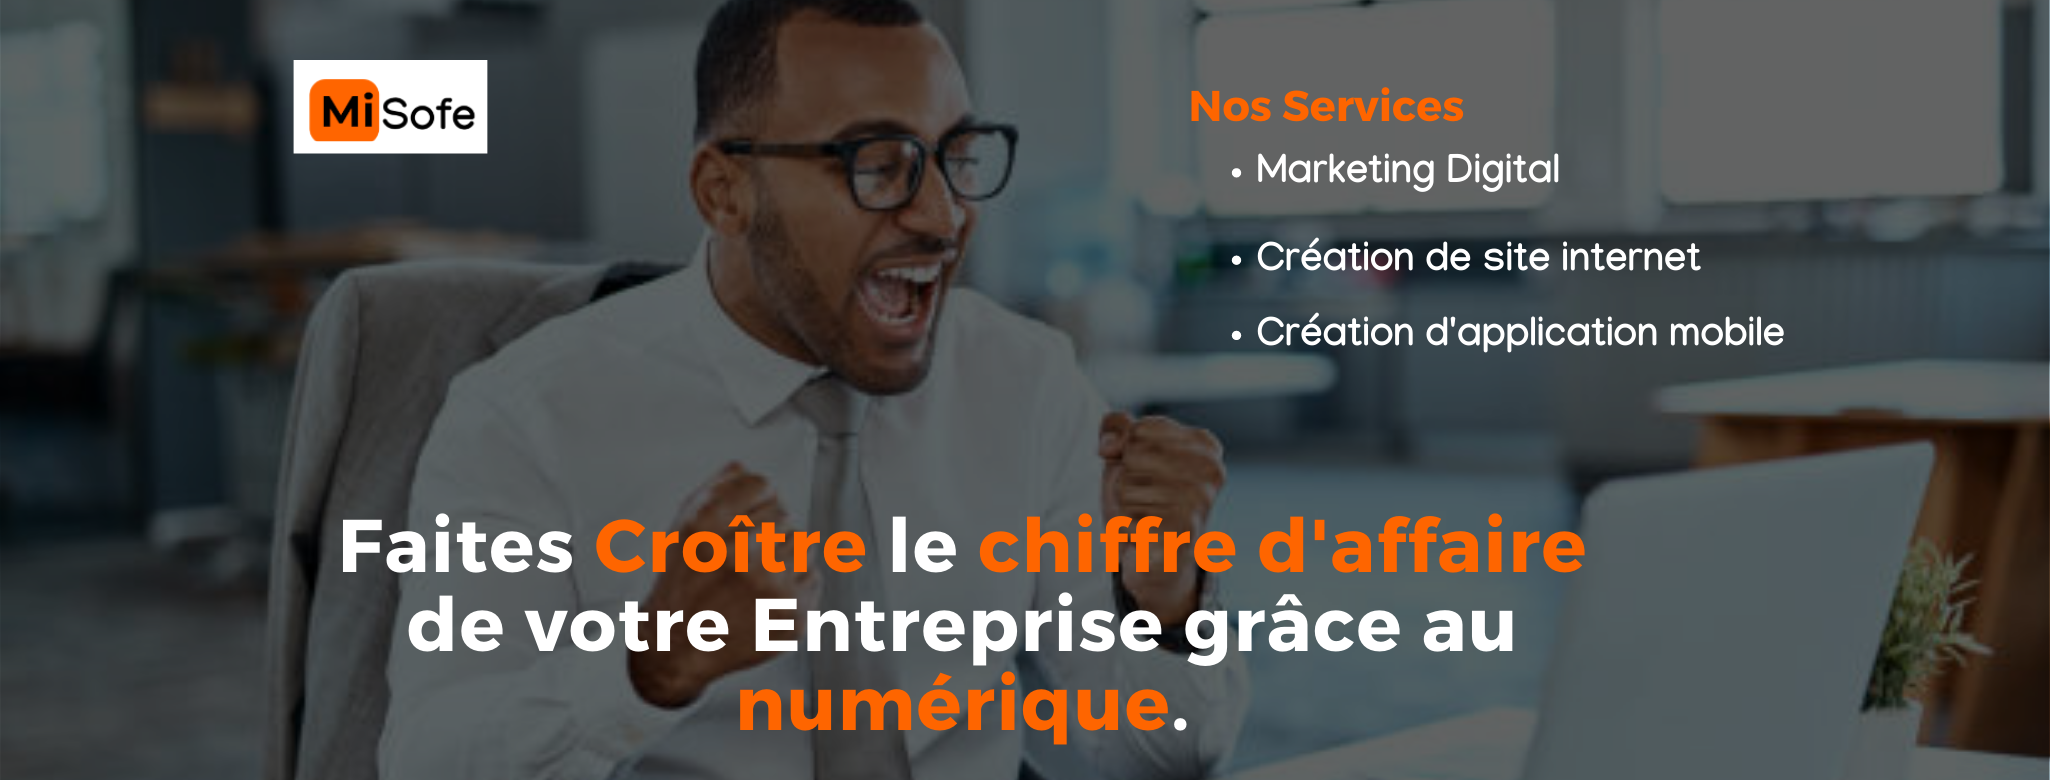 MiSofe
Nos Services
• Marketing Digital
• Création de site internet
• Création d'application mobile
Faites Croître le chiffre d'affaire
de votre Entreprise grâce au
numérique.